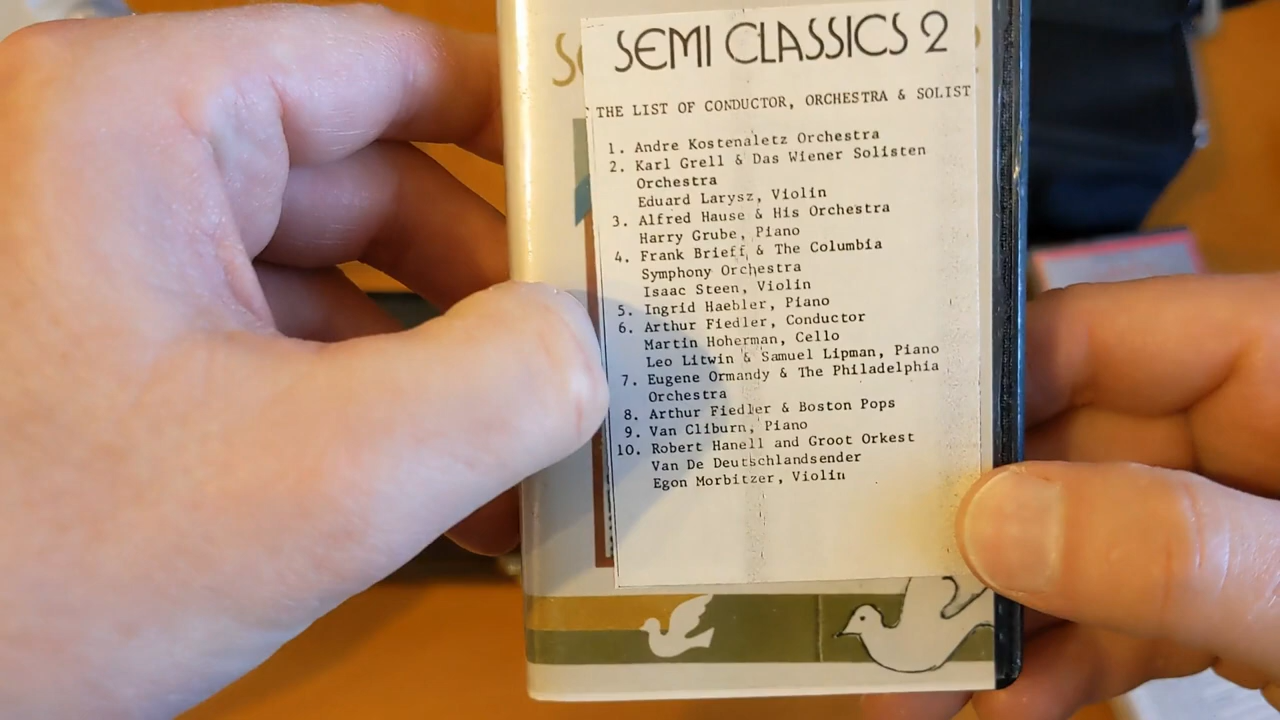 SEMI CLASSICS 2
THE LIST OF CONDUCTOR, ORCHESTRA & SOLIST
1. Andre Kostenaletz Orchestra
2. Karl Grell & Das Wiener Solisten
Orchestra
Eduard Larysz, Violin
3. Alfred Hause & His Orchestra
Harry Grube, Piano
4. Frank Brieff & The Columbia
Symphony Orchestra
Isaac Steen, Violin
5. Ingrid Haebler, Piano
6. Arthur Fiedler, Conductor
Martin Hoherman, Cello
Leo Litwin & Samuel Lipman, Piano
7. Eugene Ormandy & The Philadelphia
Orchestra
8. Arthur Fiedler & Boston Pops
9. Van Cliburn, Piano
10. Robert Hanell and Groot Orkest
Van De Deutschlandsender
Egon Morbitzer, Violin